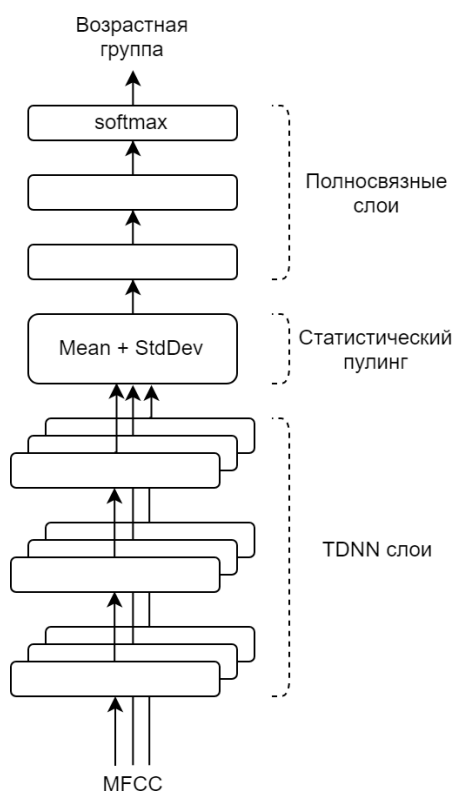 Возрастная
группа
softmax
Полносвязные
слои
Mean + StdDev
Статистический
пулинг
TDNN слои
MFCC